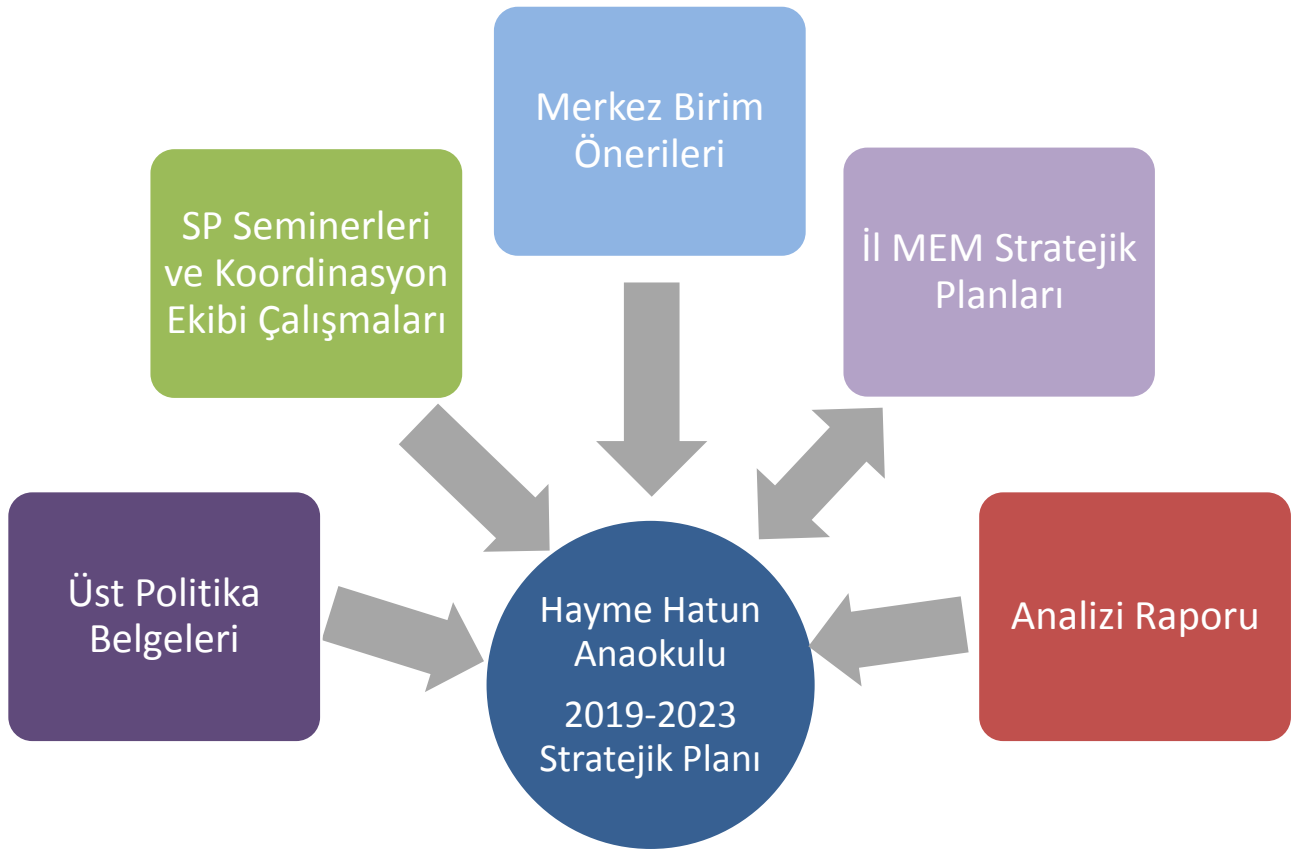 Merkez Birim
Önerileri
SP Seminerleri
ve Koordinasyon
Ekibi Çalışmaları
İl MEM Stratejik
Planları
Üst Politika
Belgeleri
Hayme Hatun
Anaokulu
2019-2023
Stratejik Planı
Analizi Raporu